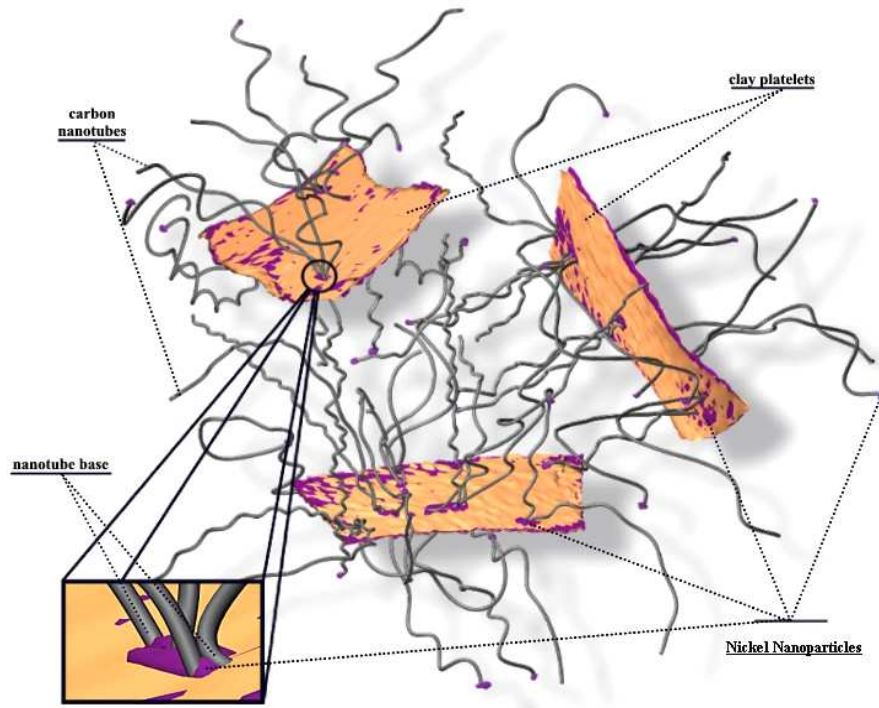 clay platelets
carbon
nanotubes
nanotube base
Nickel Nanoparticles